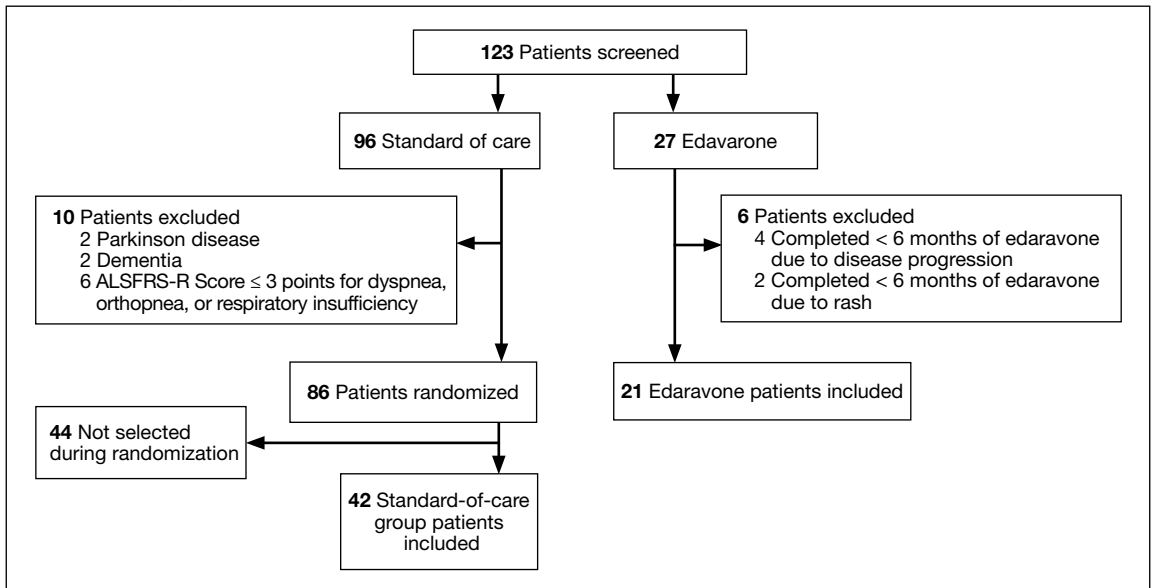 123 Patients screened
96 Standard of care
27 Edavarone
10 Patients excluded
2 Parkinson disease
2 Dementia
6 ALSFRS-R Score ≤ 3 points for dyspnea,
orthopnea, or respiratory insufficiency
6 Patients excluded
4 Completed < 6 months of edaravone
due to disease progression
2 Completed < 6 months of edaravone
due to rash
86 Patients randomized
21 Edaravone patients included
44 Not selected
during randomization
42 Standard-of-care
group patients
included